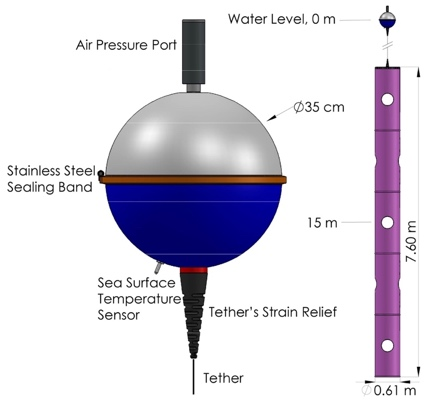 Water Level, 0 m
Air Pressure Port
Ø35 cm
Stainless Steel
Sealing Band
15 m
7.60 m
Sea Surface
Temperature
Sensor
Tether's Strain Relief
Tether
Ø0.61 m